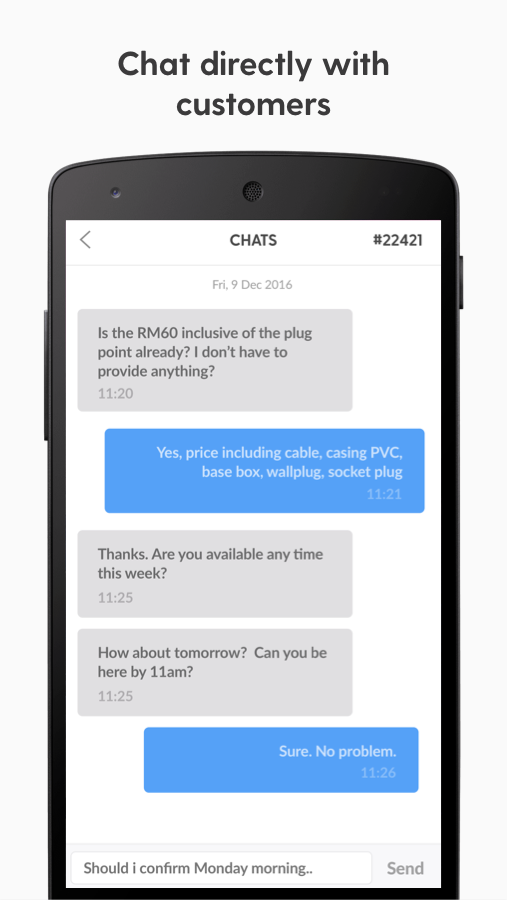 Chat directly with
customers
CHATS #22421
Fri, 9 Dec 2016
Is the RM60 inclusive of the plug
point already? I don't have to
provide anything?
11:20
Yes, price including cable, casing PVC,
base box, wallplug, socket plug
11:21
Thanks. Are you available any time
this week?
11:25
How about tomorrow?  Can you be
here by 11am?
11:25
Sure. No problem.
11:26
Should i confirm Monday morning.. Send